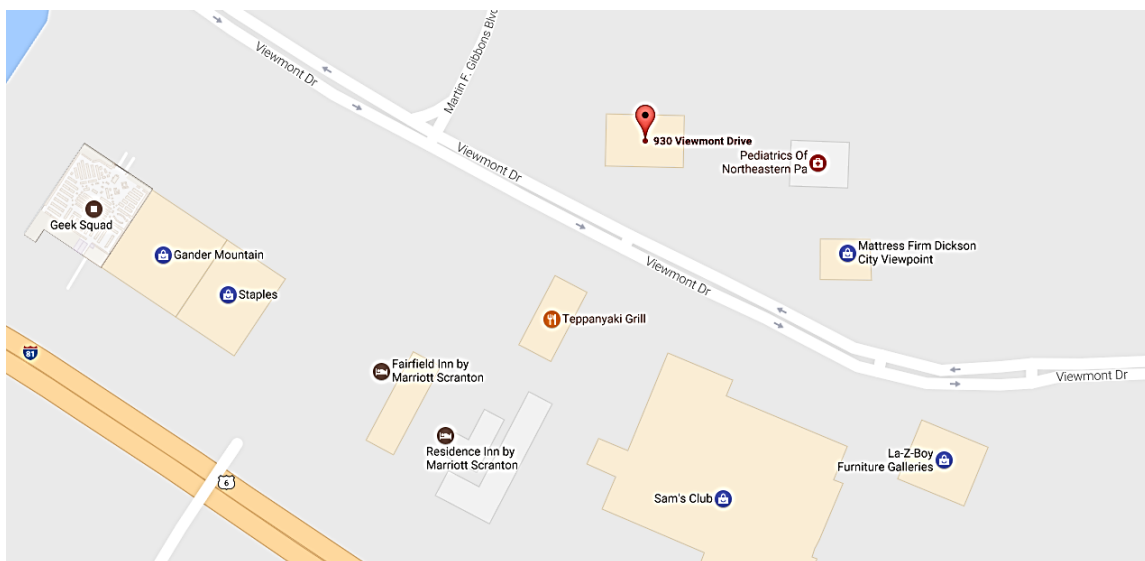 Viewmont Dr
Martin F. Gibbons Blvd
Viewmont Dr
930 Viewmont Drive
Pediatrics Of
Northeastern Pa
Geek Squad
Gander Mountain
Staples
Mattress Firm Dickson
City Viewpoint
Viewmont Dr
Teppanyaki Grill
81
Fairfield Inn by
Marriott Scranton
Viewmont Dr
Residence Inn by
Marriott Scranton
La-Z-Boy
Furniture Galleries
6
Sam's Club